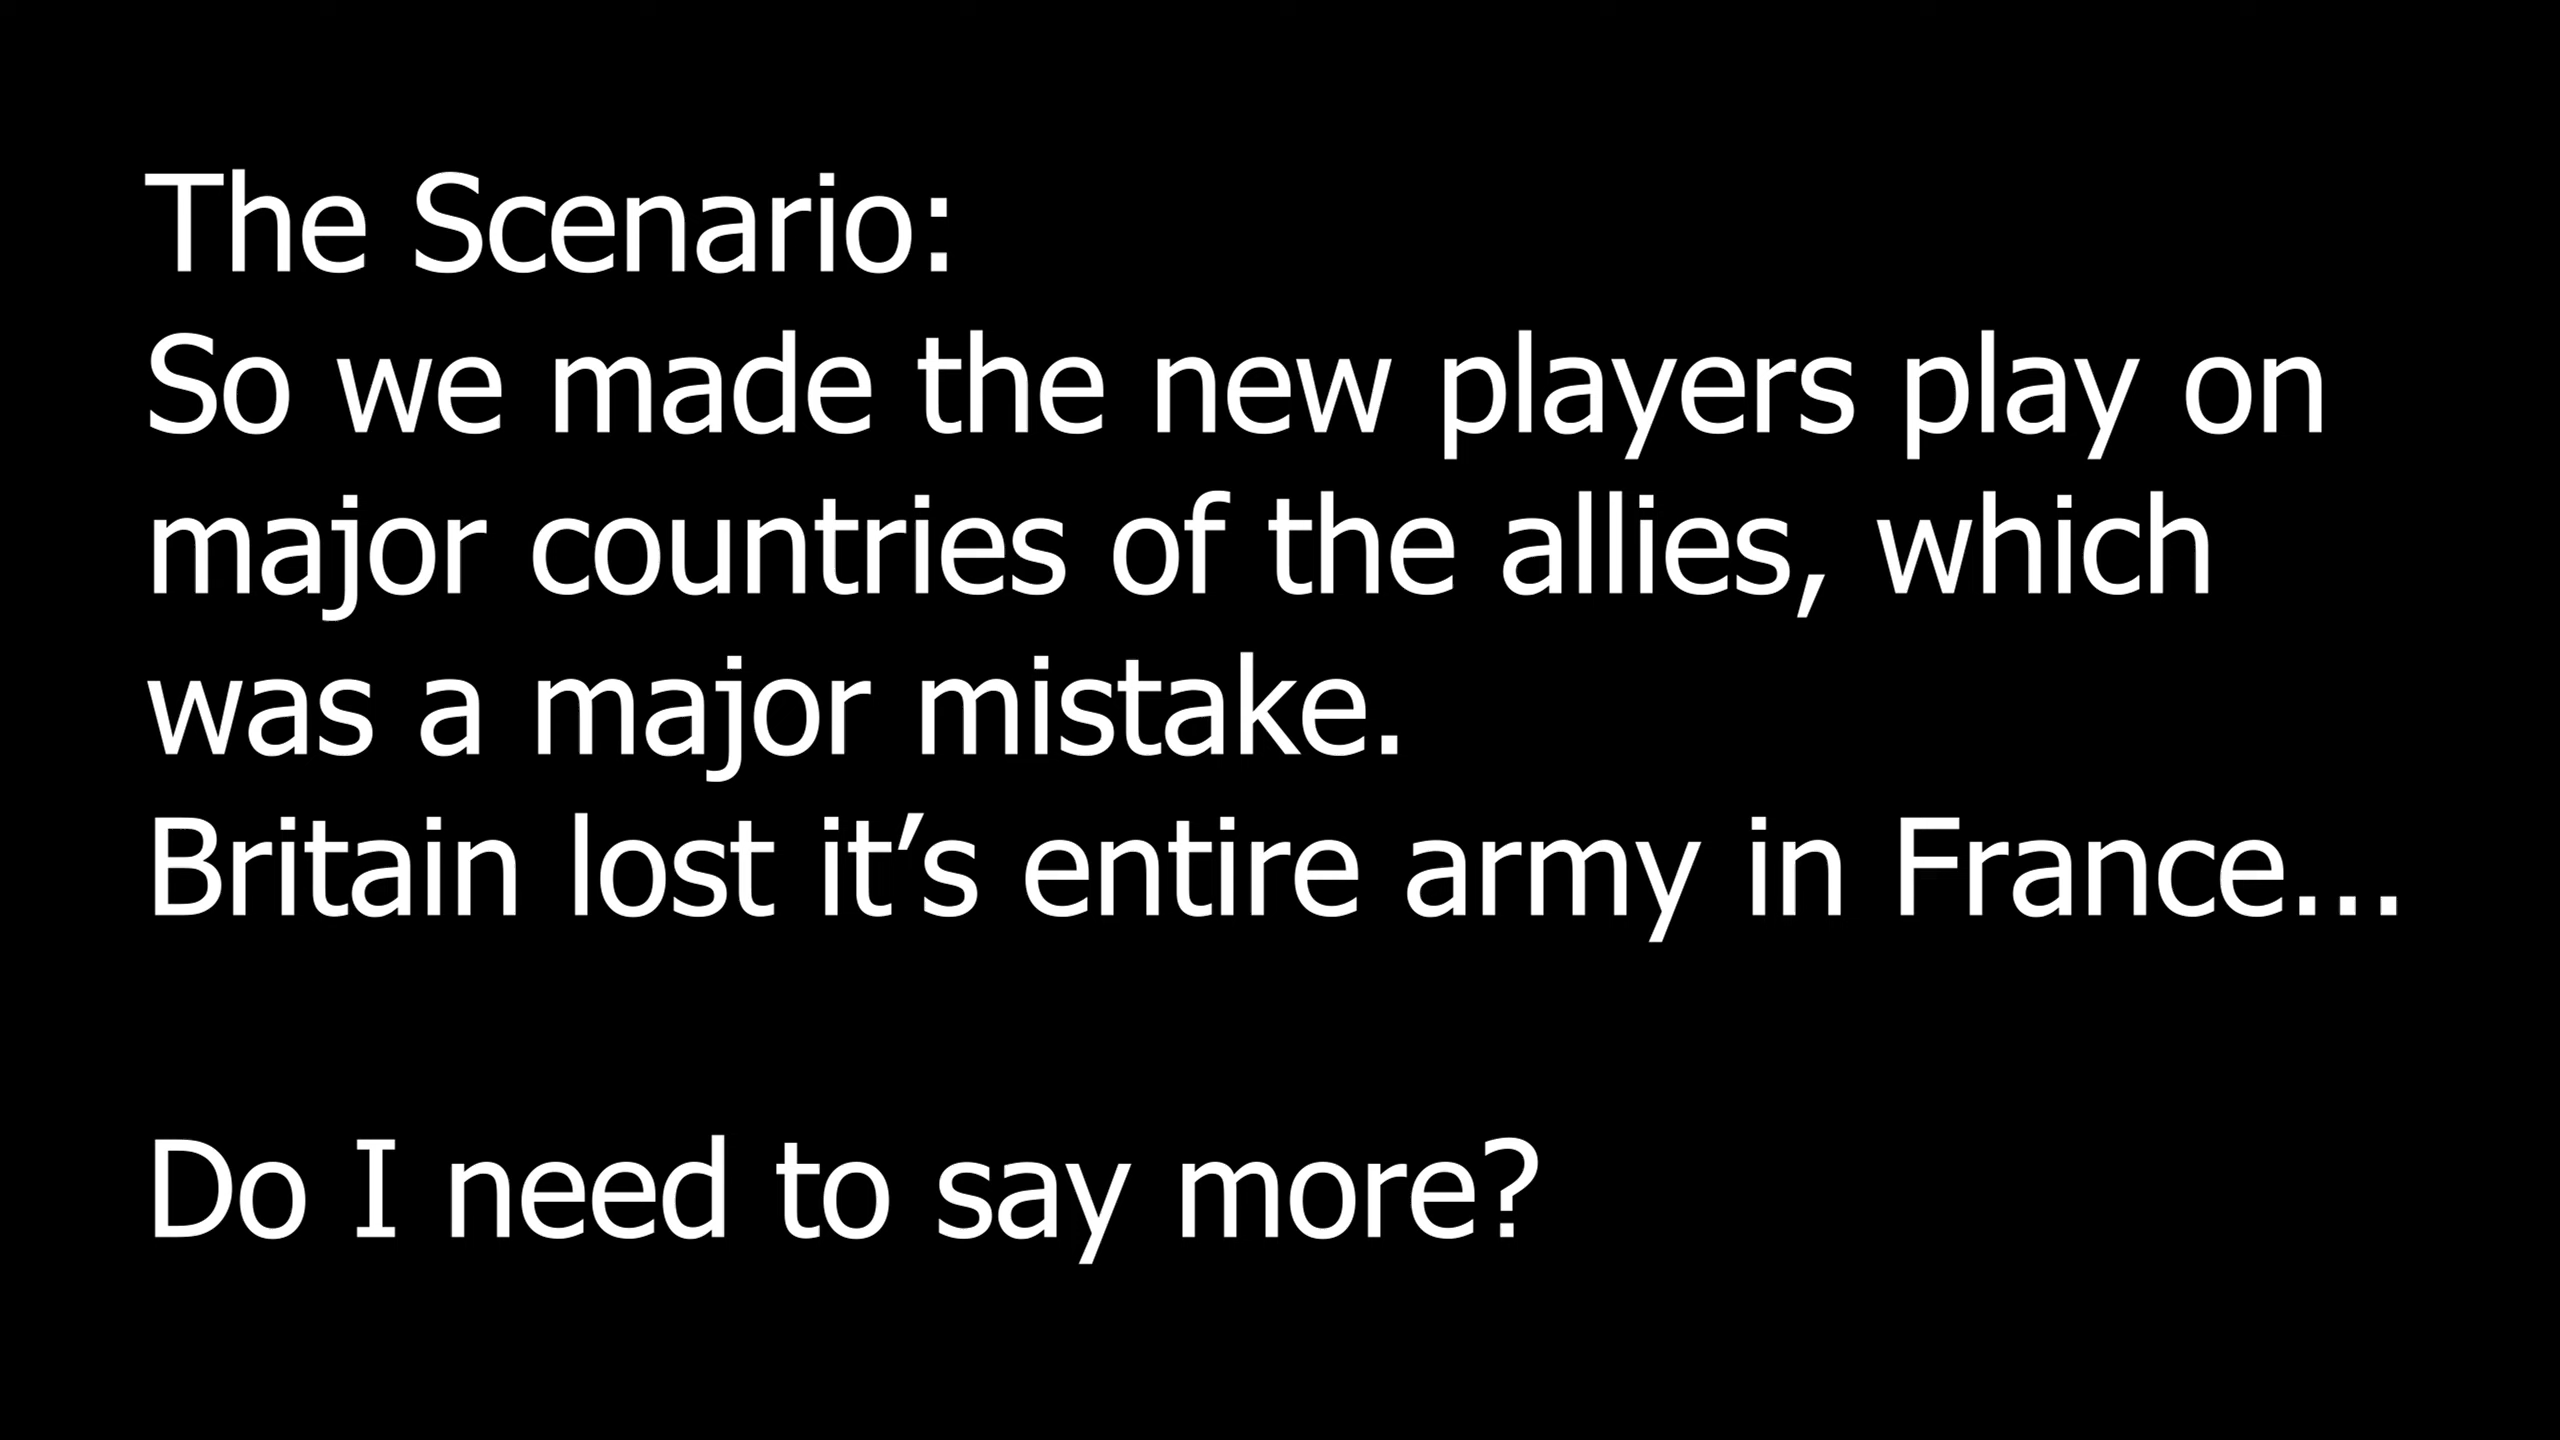 The Scenario:
So we made the new players play on
major countries of the allies, which
was a major mistake.
Britain lost it’s entire army in France...
Do I need to say more?